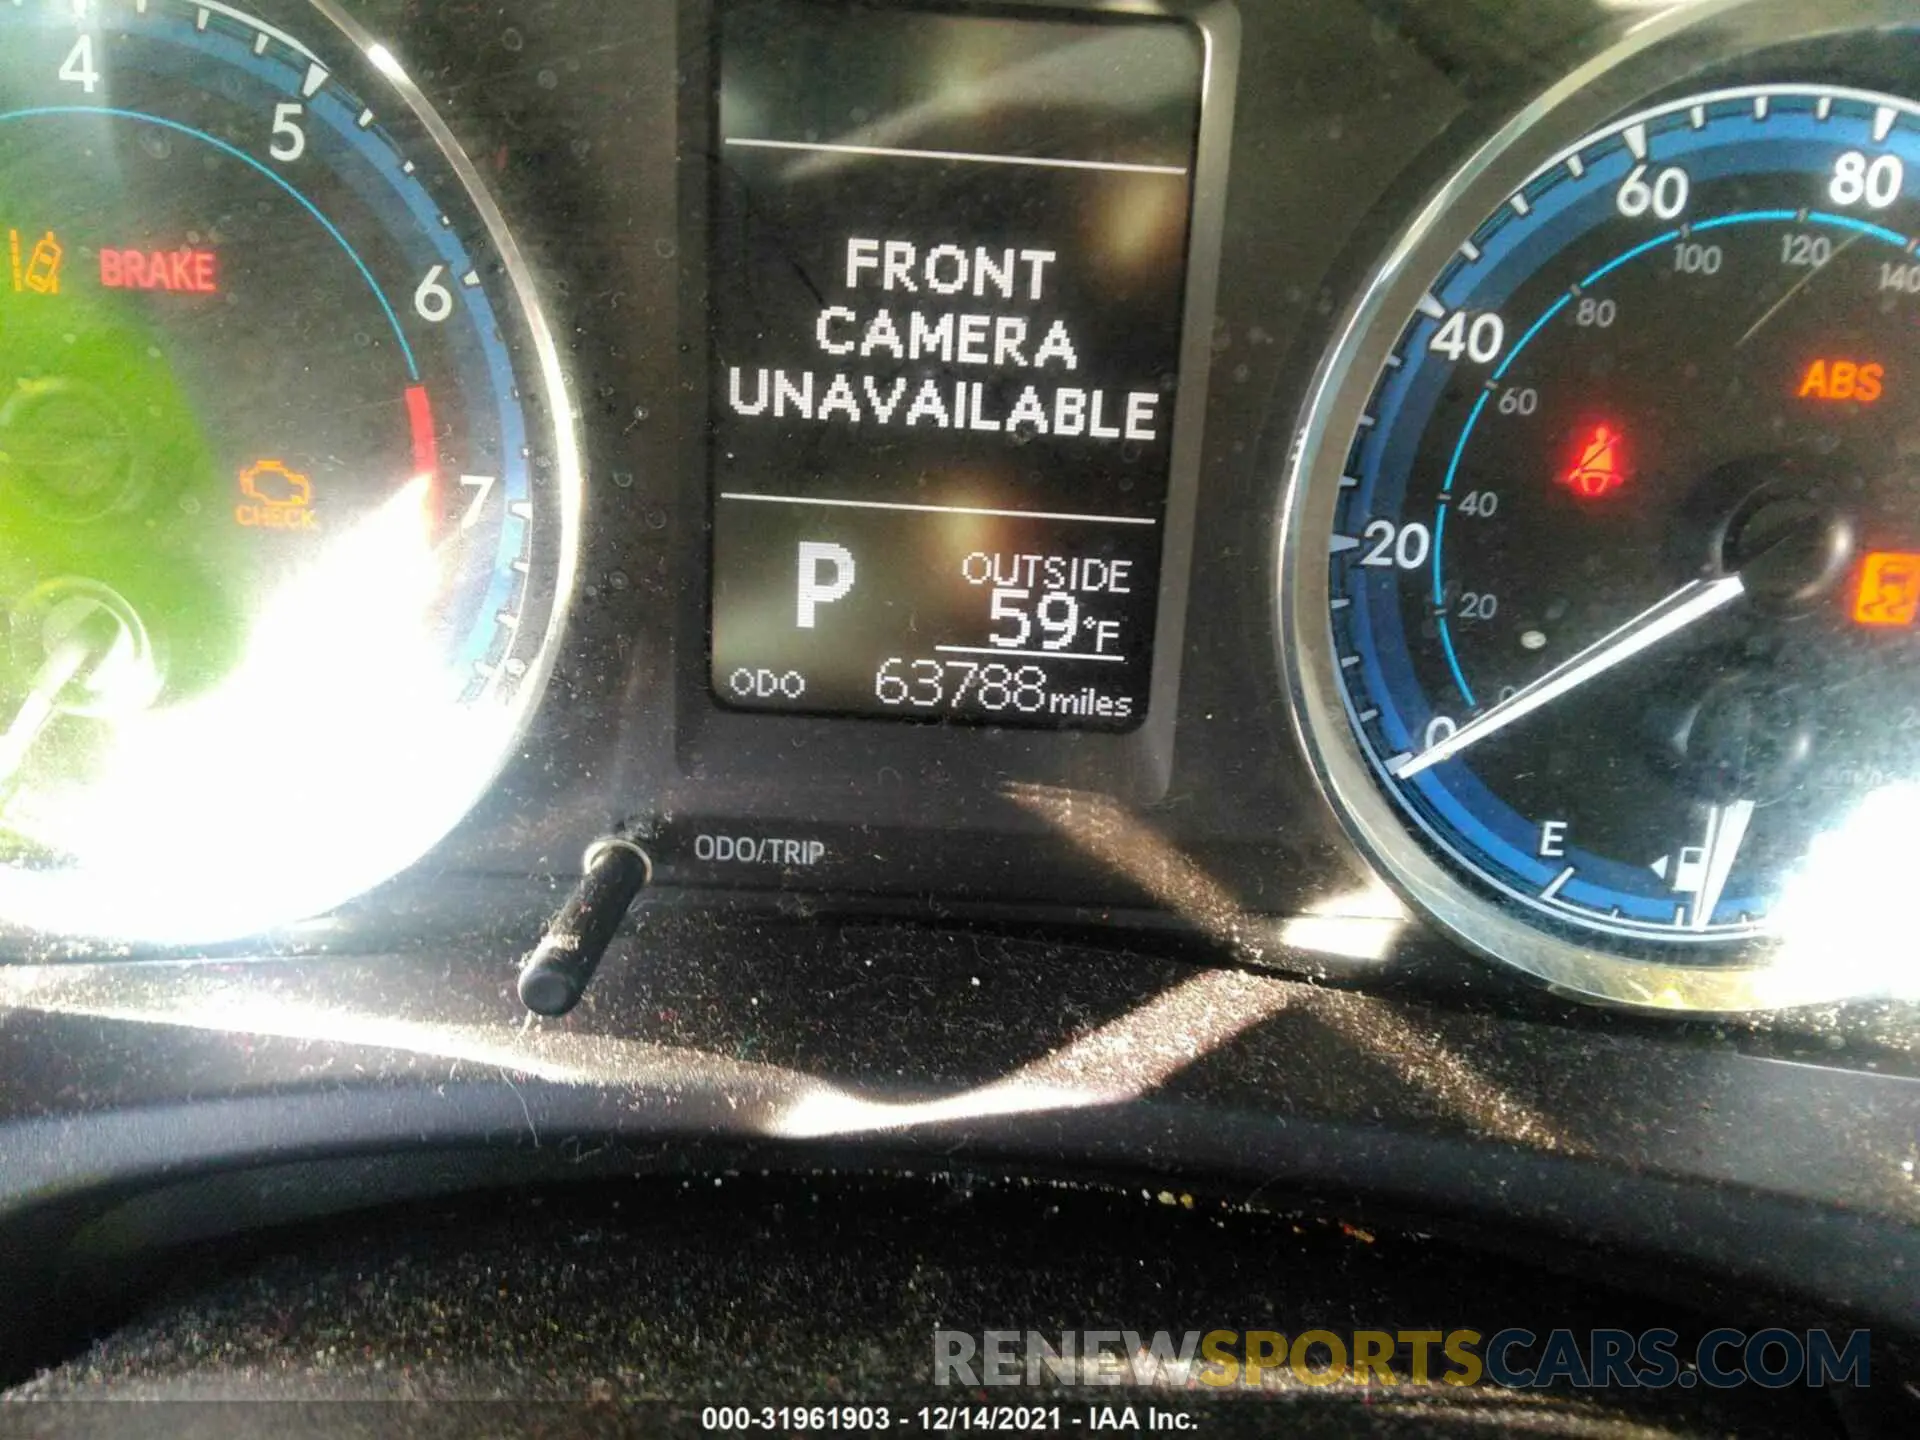 4
5
6
7
BRAKE
CHECK
FRONT
CAMERA
UNAVAILABLE
P
OUTSIDE
59°F
ODO 63788 miles
ODO/TRIP
0
20
40
60
80
20
40
60
80
100
120
140
ABS
E
RENEWSPORTSCARS.COM
000-31961903 - 12/14/2021 - IAA Inc.